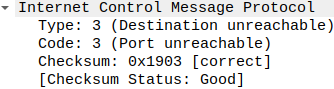 Internet Control Message Protocol
Type: 3 (Destination unreachable)
Code: 3 (Port unreachable)
Checksum: 0x1903 [correct]
[Checksum Status: Good]